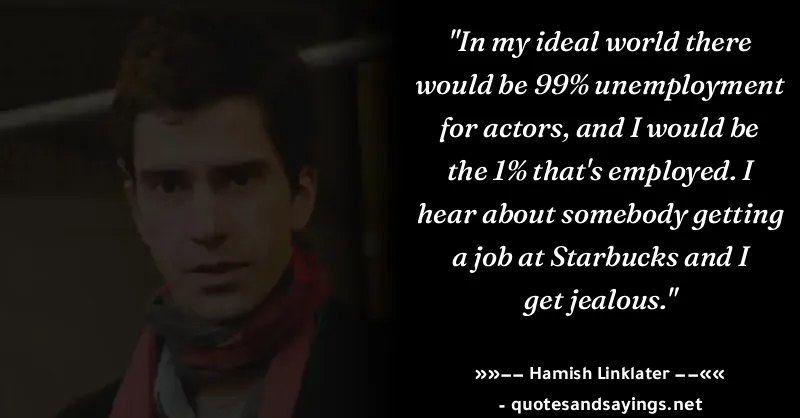 "In my ideal world there
would be 99% unemployment
for actors, and I would be
the 1% that's employed. I
hear about somebody getting
a job at Starbucks and I
get jealous."
»»–– Hamish Linklater ––««
- quotesandsayings.net